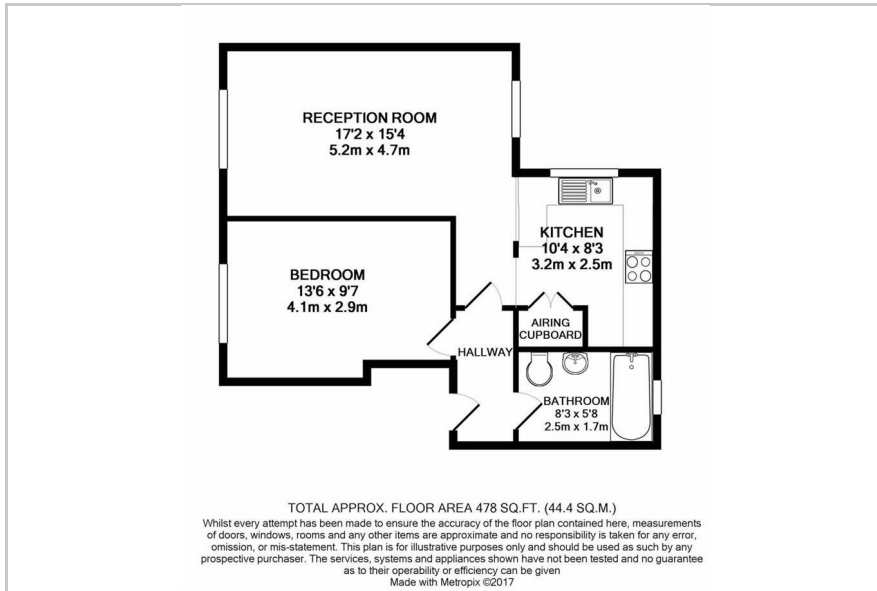 RECEPTION ROOM
17'2 x 15'4
5.2m x 4.7m
KITCHEN
10'4 x 8'3
3.2m x 2.5m
BEDROOM
13'6 x 9'7
4.1m x 2.9m
AIRING
CUPBOARD
HALLWAY
BATHROOM
8'3 x 5'8
2.5m x 1.7m
TOTAL APPROX. FLOOR AREA 478 SQ.FT. (44.4 SQ.M.)
Whilst every attempt has been made to ensure the accuracy of the floor plan contained here, measurements
of doors, windows, rooms and any other items are approximate and no responsibility is taken for any error,
omission, or mis-statement. This plan is for illustrative purposes only and should be used as such by any
prospective purchaser. The services, systems and appliances shown have not been tested and no guarantee
as to their operability or efficiency can be given
Made with Metropix ©2017